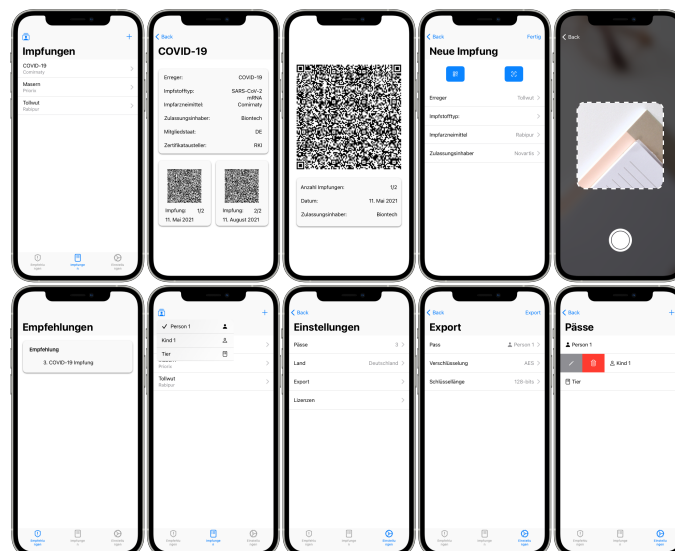 Impfungen
COVID-19
Comirnaty
Masern
Priorix
Tollwut
Rabipur
Back
COVID-19
Erreger: COVID-19
Impfstofftyp: SARS-CoV-2
mRNA
Impfarzneimittel: Comirnaty
Zulassungsinhaber: Biontech
Mitgliedstaat: DE
Zertifikataustteller: RKI
Impfung: 1/2
11. Mai 2021
Impfung: 2/2
11. August 2021
Back
Anzahl Impfungen: 1/2
Datum: 11. Mai 2021
Zulassungsinhaber: Biontech
Back Fertig
Neue Impfung
Erreger Tollwut
Impfstofftyp:
Impfarzneimittel Rabipur
Zulassungsinhaber Novartis
Back
Empfehlungen
Empfehlung
3. COVID-19 Impfung
Person 1
Kind 1
Tier
Priorix
Tollwut
Rabipur
Back
Einstellungen
Pässe 3
Land Deutschland
Export
Lizenzen
Back Export
Export
Pass Person 1
Verschlüsselung AES
Schlüssellänge 128-bits
Back
Pässe
Person 1
Kind 1
Tier